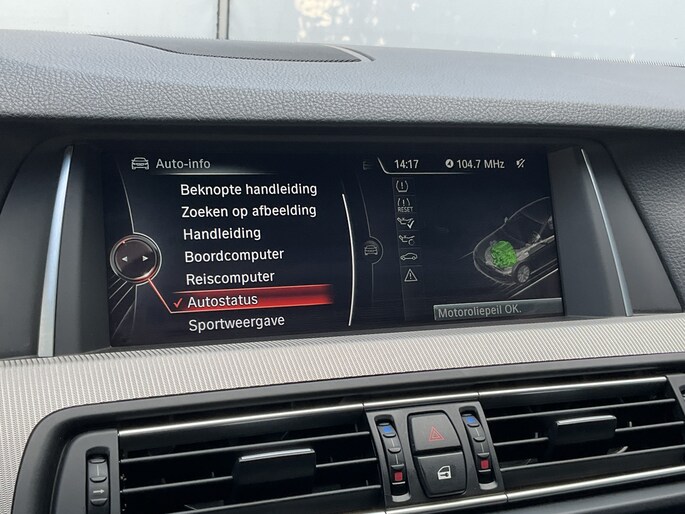 Auto-info
14:17
104.7 MHz
Beknopte handleiding
Zoeken op afbeelding
Handleiding
Boordcomputer
Reiscomputer
Autostatus
Sportweergave
RESET
Motoroliepeil OK.